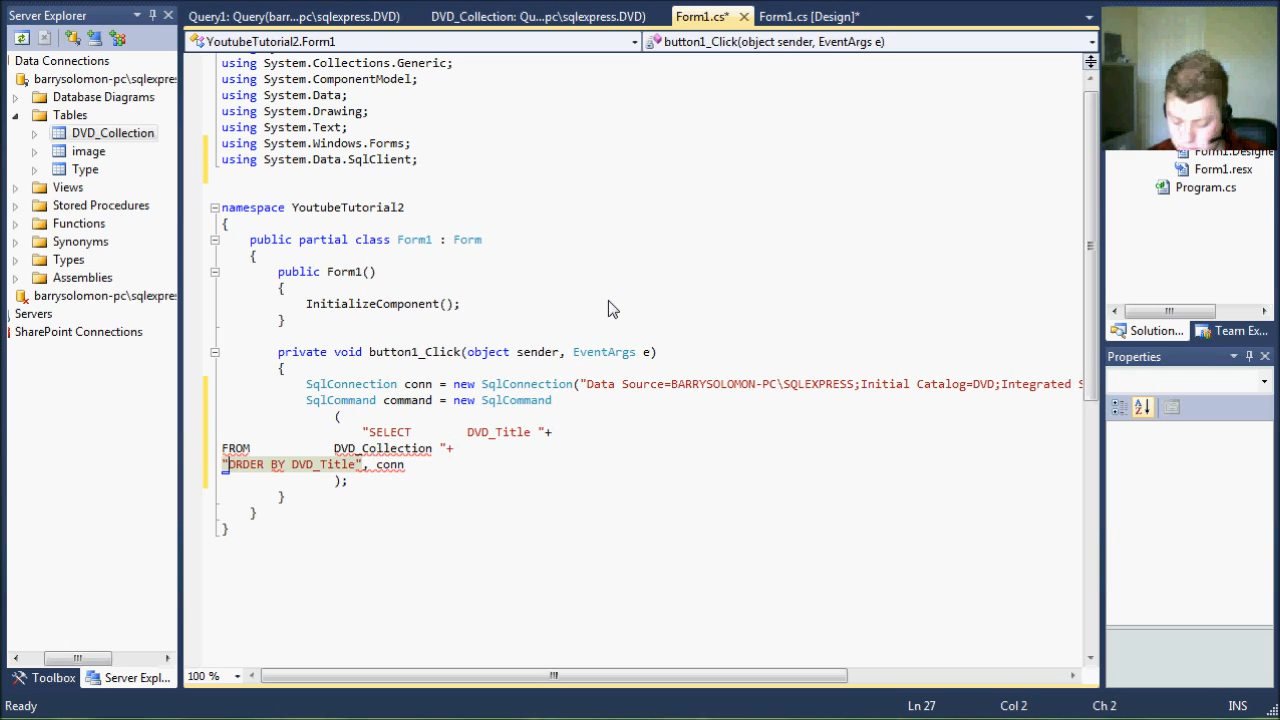 Server Explorer
Data Connections
barrysolomon-pc\sqlexpre
Database Diagrams
Tables
DVD_Collection
image
Type
Views
Stored Procedures
Functions
Synonyms
Types
Assemblies
barrysolomon-pc\sqlexpre
Servers
SharePoint Connections
Toolbox
Server Expl...
Query1: Query(barr...pc\sqlexpress.DVD)
DVD_Collection: Qu...pc\sqlexpress.DVD)
Form1.cs*
Form1.cs [Design]*
YoutubeTutorial2.Form1
button1_Click(object sender, EventArgs e)
using System.Collections.Generic;
using System.ComponentModel;
using System.Data;
using System.Drawing;
using System.Text;
using System.Windows.Forms;
using System.Data.SqlClient;
namespace YoutubeTutorial2
{
public partial class Form1 : Form
{
public Form1()
{
InitializeComponent();
}
private void button1_Click(object sender, EventArgs e)
{
SqlConnection conn = new SqlConnection("Data Source=BARRYSOLOMON-PC\SQLEXPRESS;Initial Catalog=DVD;Integrated S
SqlCommand command = new SqlCommand
(
"SELECT DVD_Title "+
FROM DVD_Collection "+
"ORDER BY DVD_Title", conn
);
}
}
}
100 %
Form1.Designe
Form1.resx
Program.cs
Solution...
Team Ex...
Properties
Ready
Ln 27
Col 2
Ch 2
INS